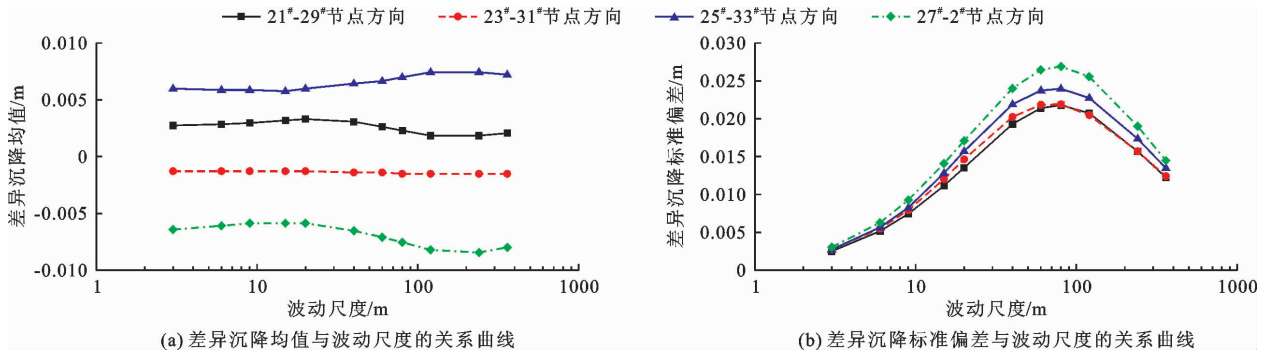 21#-29#节点方向 23#-31#节点方向 25#-33#节点方向 27#-2#节点方向
0.010
0.005
0
-0.005
-0.010
差异沉降均值/m
1 10 100 1000
波动尺度/m
(a) 差异沉降均值与波动尺度的关系曲线
0.030
0.025
0.020
0.015
0.010
0.005
0
差异沉降标准偏差/m
1 10 100 1000
波动尺度/m
(b) 差异沉降标准偏差与波动尺度的关系曲线